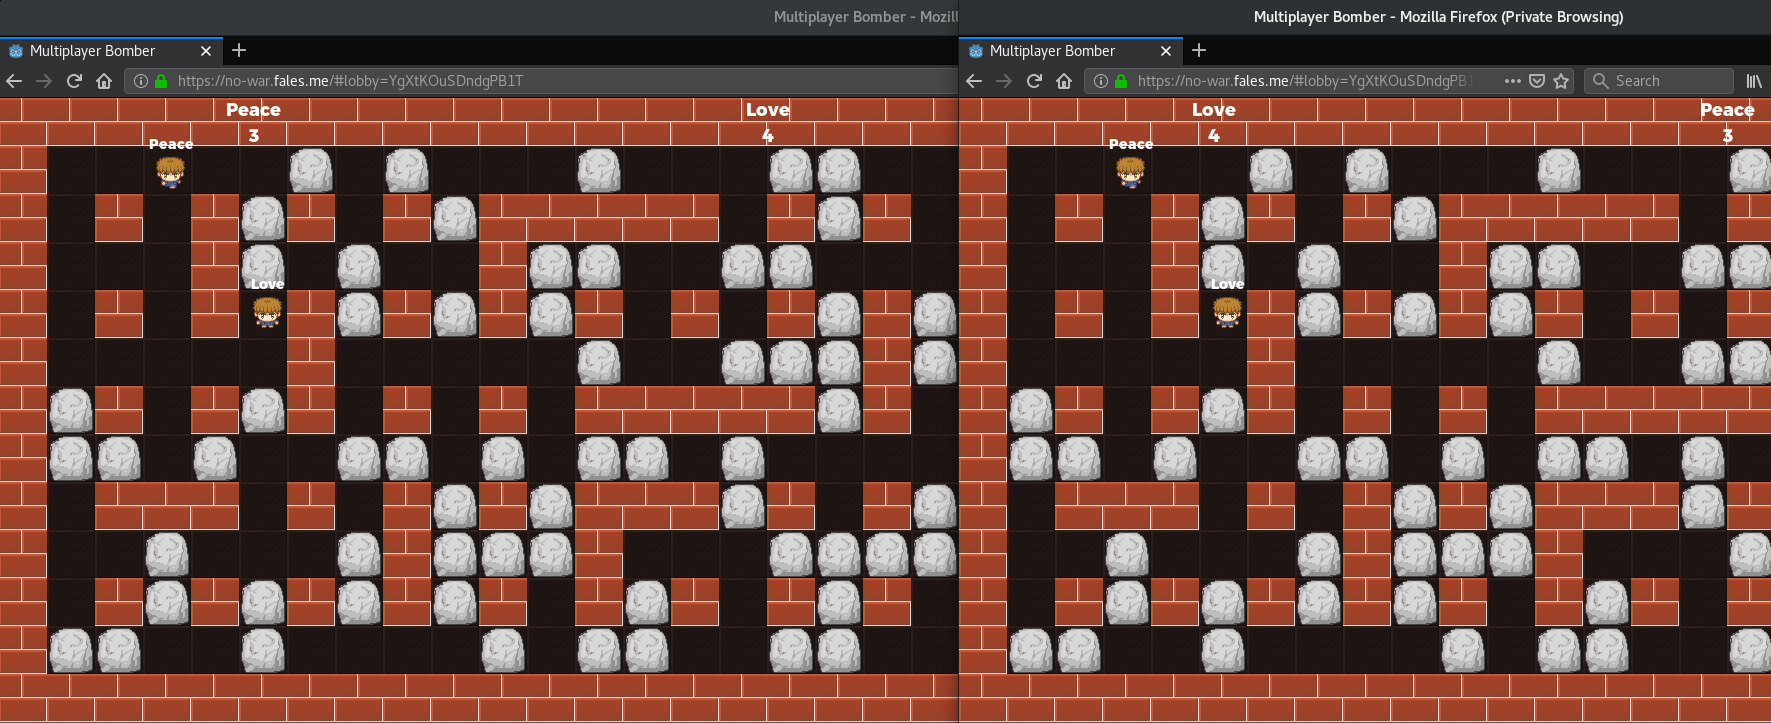 Multiplayer Bomber - Mozill
Multiplayer Bomber
https://no-war.fales.me/#lobby=YgXtKOuSDndgPB1T
Peace Love
3 4
Peace
Love
Multiplayer Bomber - Mozilla Firefox (Private Browsing)
Multiplayer Bomber
https://no-war.fales.me/#lobby=YgXtKOuSDndgPB1
Search
Love Peace
4 3
Peace
Love